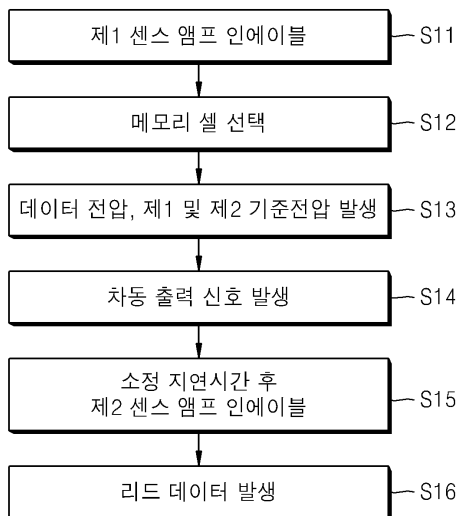 제1 센스 앰프 인에이블
S11
메모리 셀 선택
S12
데이터 전압, 제1 및 제2 기준전압 발생
S13
차동 출력 신호 발생
S14
소정 지연시간 후
제2 센스 앰프 인에이블
S15
리드 데이터 발생
S16